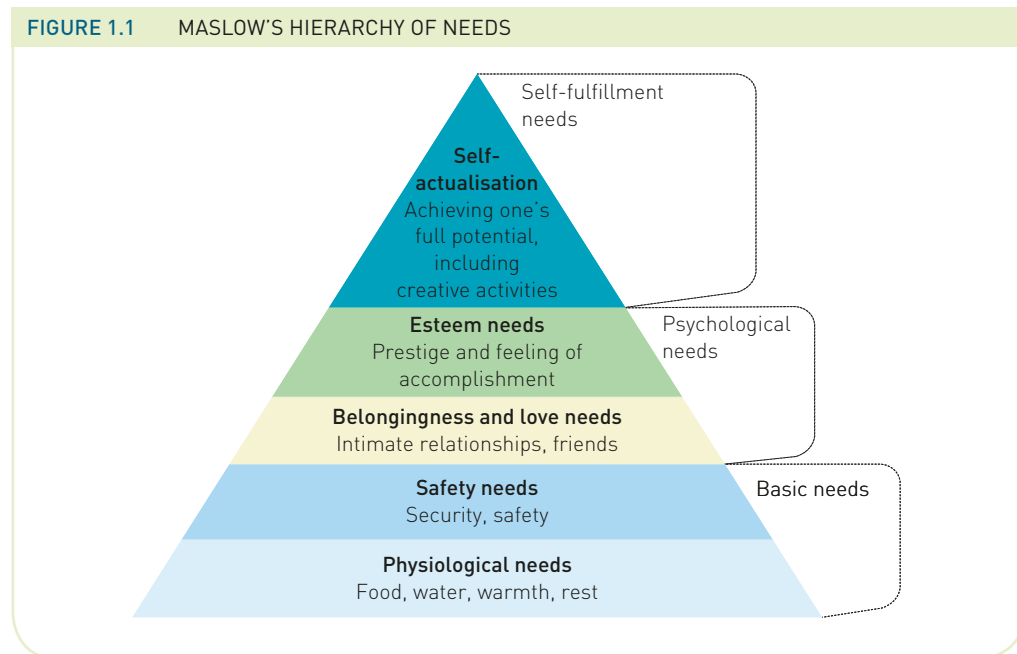 FIGURE 1.1 MASLOW'S HIERARCHY OF NEEDS
Self-fulfillment
needs
Self-
actualisation
Achieving one's
full potential,
including
creative activities
Esteem needs
Prestige and feeling of
accomplishment
Psychological
needs
Belongingness and love needs
Intimate relationships, friends
Safety needs
Security, safety
Basic needs
Physiological needs
Food, water, warmth, rest